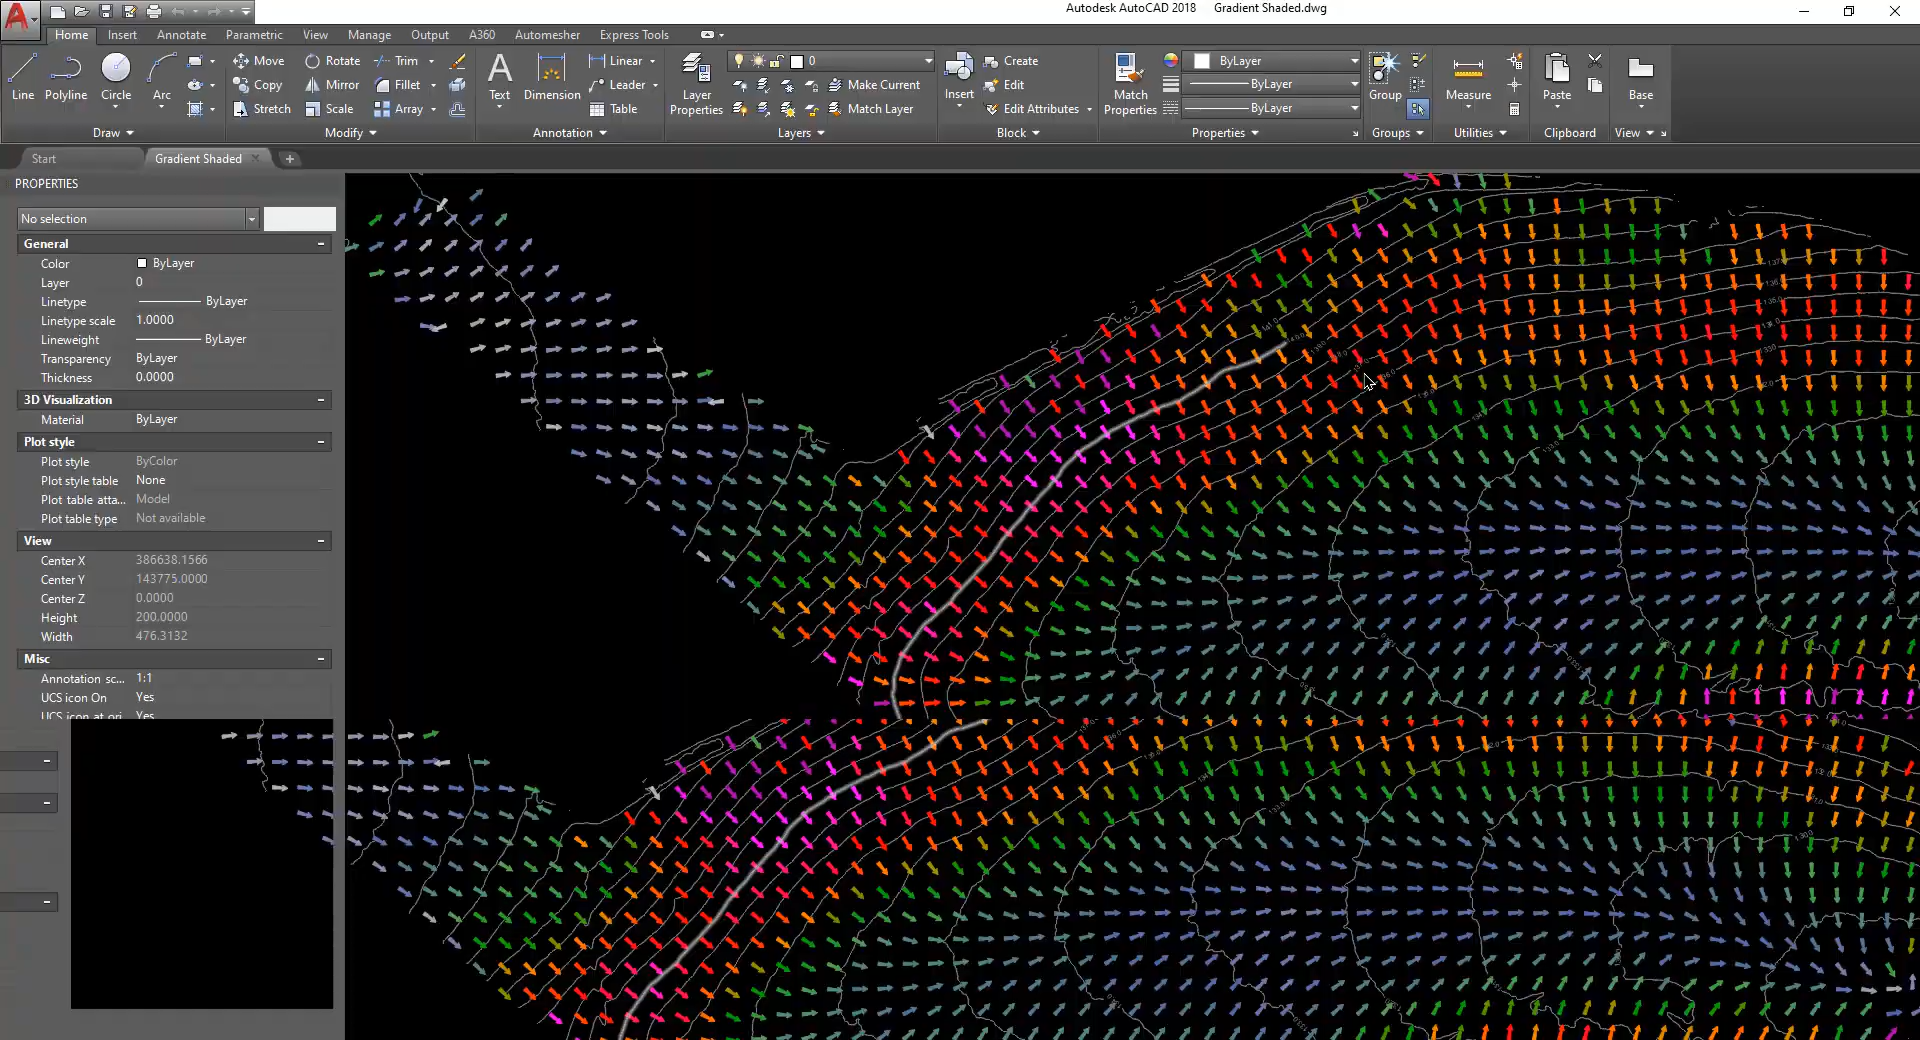 Autodesk AutoCAD 2018 Gradient Shaded.dwg
Home Insert Annotate Parametric View Manage Output A360 Automesher Express Tools
Line Polyline Circle Arc
Move Rotate Trim
Copy Mirror Fillet
Stretch Scale Array
Text Dimension
Linear
Leader
Table
Layer Properties
0
Make Current
Match Layer
Insert
Create
Edit
Edit Attributes
Match Properties
ByLayer
ByLayer
ByLayer
Group
Measure
Paste
Base
Draw Modify Annotation Layers Block Properties Groups Utilities Clipboard View
Start Gradient Shaded
PROPERTIES
No selection
General
Color ByLayer
Layer 0
Linetype ByLayer
Linetype scale 1.0000
Lineweight ByLayer
Transparency ByLayer
Thickness 0.0000
3D Visualization
Material ByLayer
Plot style
Plot style ByColor
Plot style table None
Plot table atta... Model
Plot table type Not available
View
Center X 386638.1566
Center Y 143775.0000
Center Z 0.0000
Height 200.0000
Width 476.3132
Misc
Annotation sc... 1:1
UCS icon On Yes
UCS icon at ori... Yes